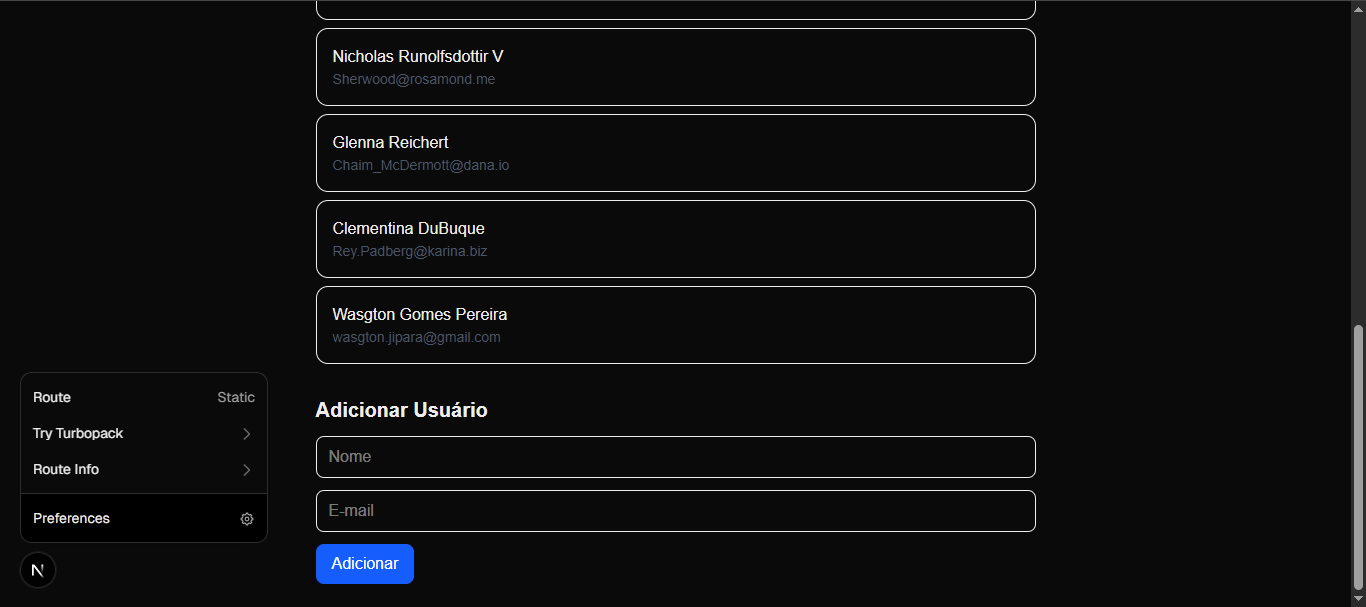 Nicholas Runolfsdottir V
Sherwood@rosamond.me
Glenna Reichert
Chaim_McDermott@dana.io
Clementina DuBuque
Rey.Padberg@karina.biz
Wasgton Gomes Pereira
wasgton.jipara@gmail.com
Adicionar Usuário
Nome
E-mail
Adicionar
Route Static
Try Turbopack
Route Info
Preferences
N